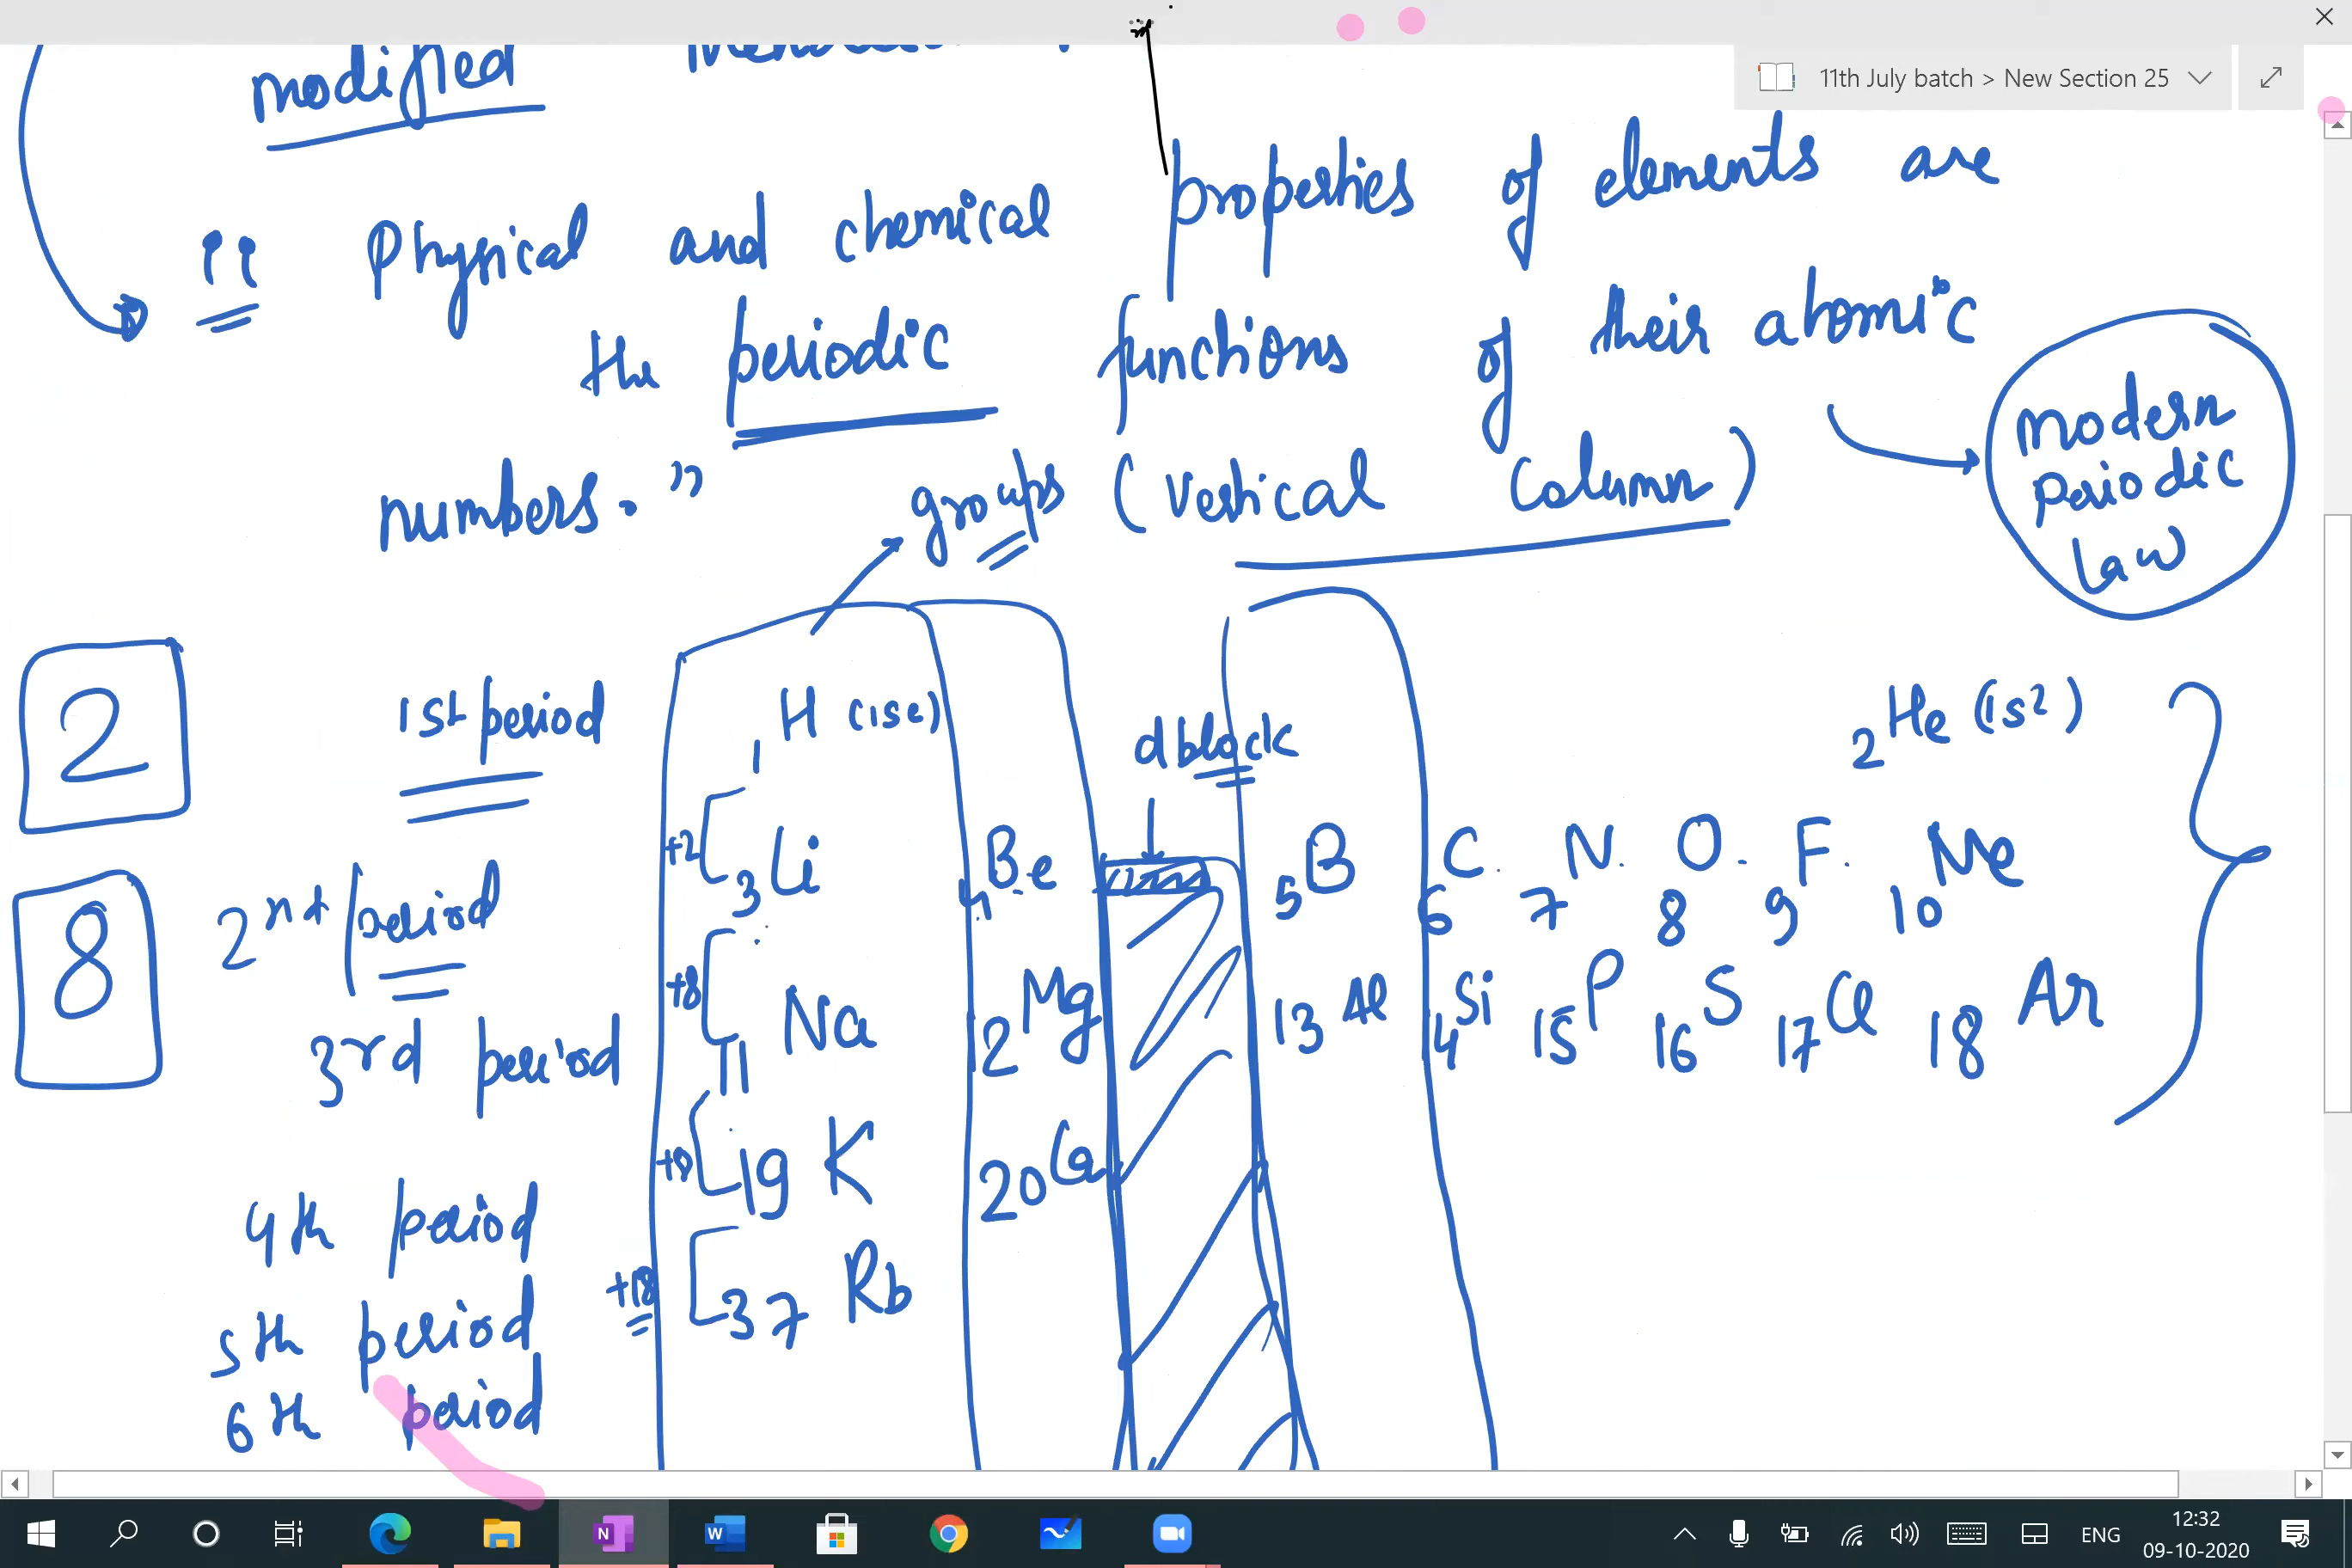 modified
11th July batch > New Section 25
" Physical and chemical properties of elements are
the periodic functions of their atomic
numbers. "
groups (Vertical Column)
modern
periodic
law
2
1st period
1 H (1se)
d block
2 He (1s2)
8
2nd period
+2 3 Li
4 Be
5 B
6 C. 7 N. 8 O. 9 F. 10 Ne
3rd period
+8 11 Na
12 Mg
13 Al
14 Si 15 P 16 S 17 Cl 18 Ar
4th period
+8 19 K
20 Ca
5th period
+18 37 Rb
6th period
ENG
12:32
09-10-2020